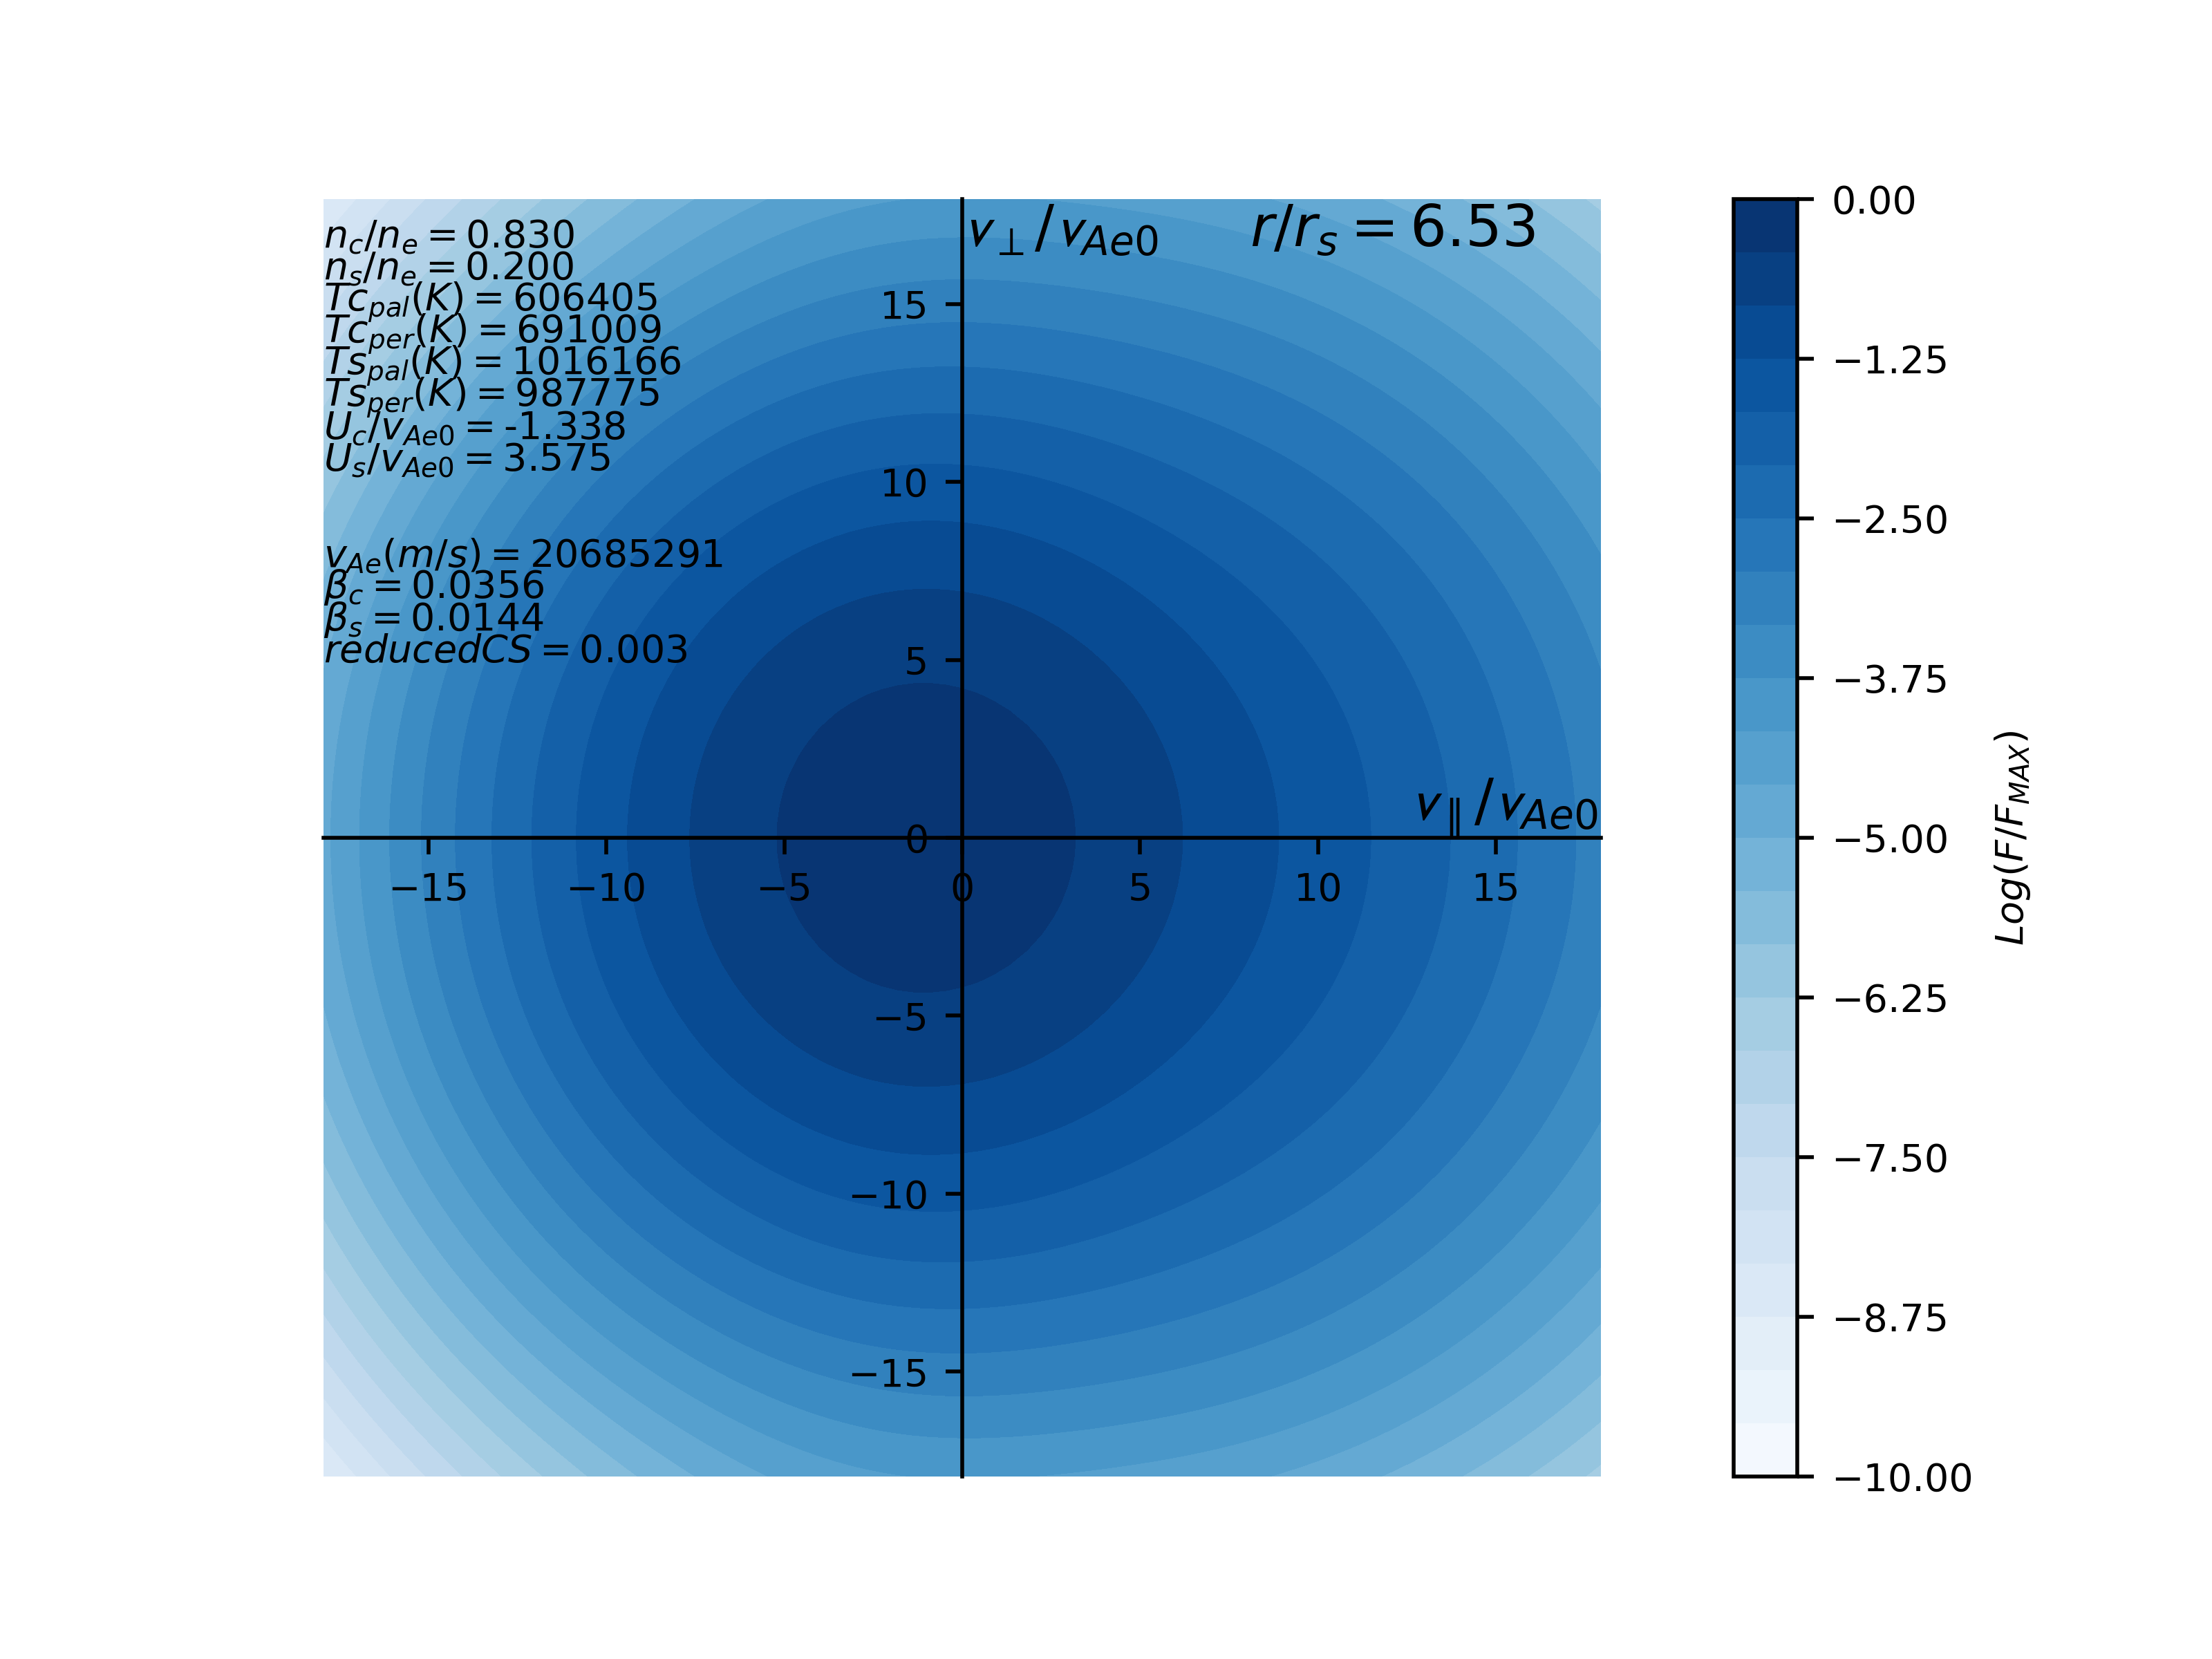 n_c/n_e = 0.830
n_s/n_e = 0.200
Tc_pal(K) = 606405
Tc_per(K) = 691009
Ts_pal(K) = 1016166
Ts_per(K) = 987775
U_c/v_Ae0 = -1.338
U_s/v_Ae0 = 3.575
v_Ae(m/s) = 20685291
β_c = 0.0356
β_s = 0.0144
reducedCS = 0.003
v_⊥/v_Ae0
r/r_s = 6.53
15
10
5
0
−5
−10
−15
v_∥/v_Ae0
−15 −10 −5 0 5 10 15
0.00
−1.25
−2.50
−3.75
−5.00
−6.25
−7.50
−8.75
−10.00
Log(F/F_MAX)